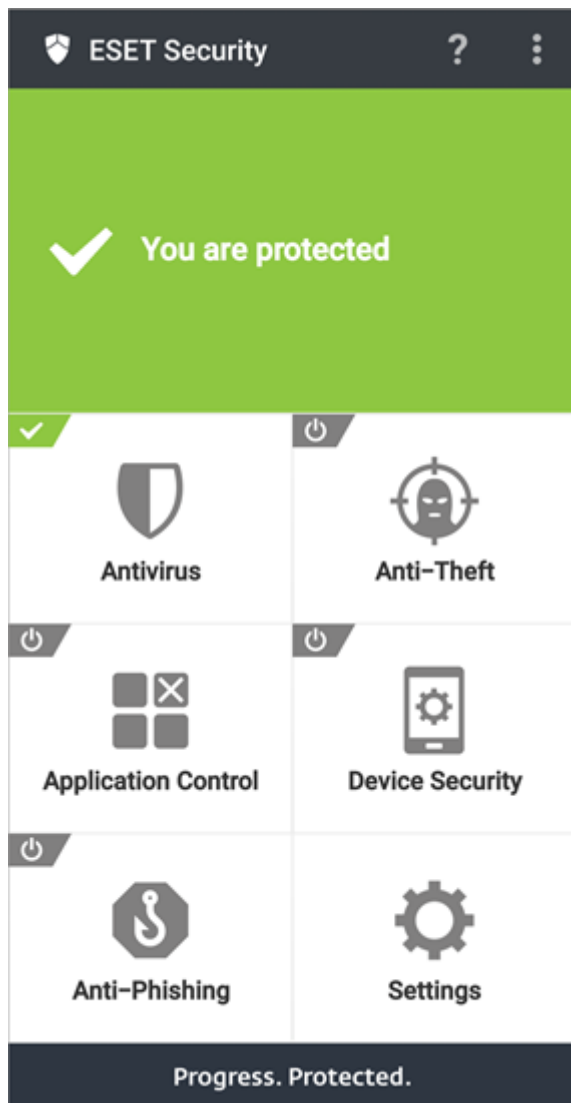 ESET Security ?
You are protected
Antivirus
Anti-Theft
Application Control
Device Security
Anti-Phishing
Settings
Progress. Protected.